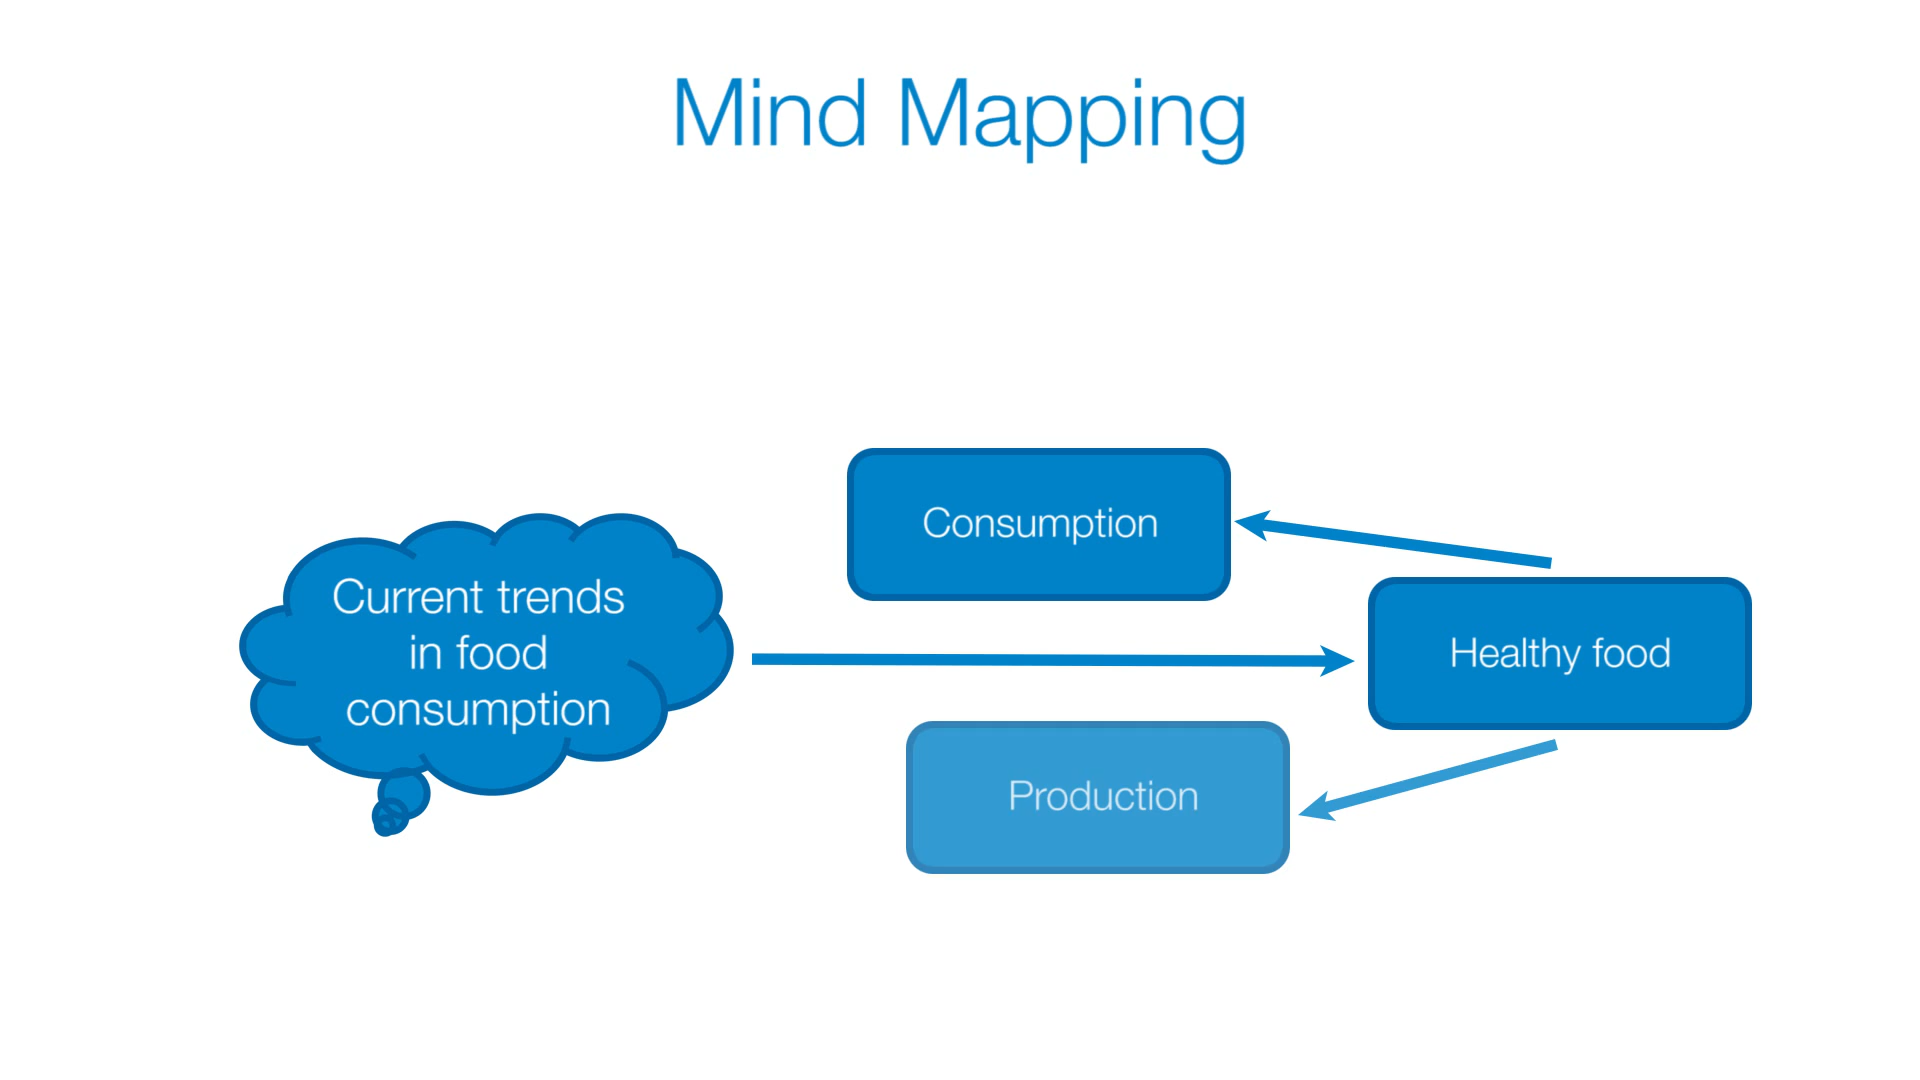 Mind Mapping
Current trends
in food
consumption
Consumption
Healthy food
Production